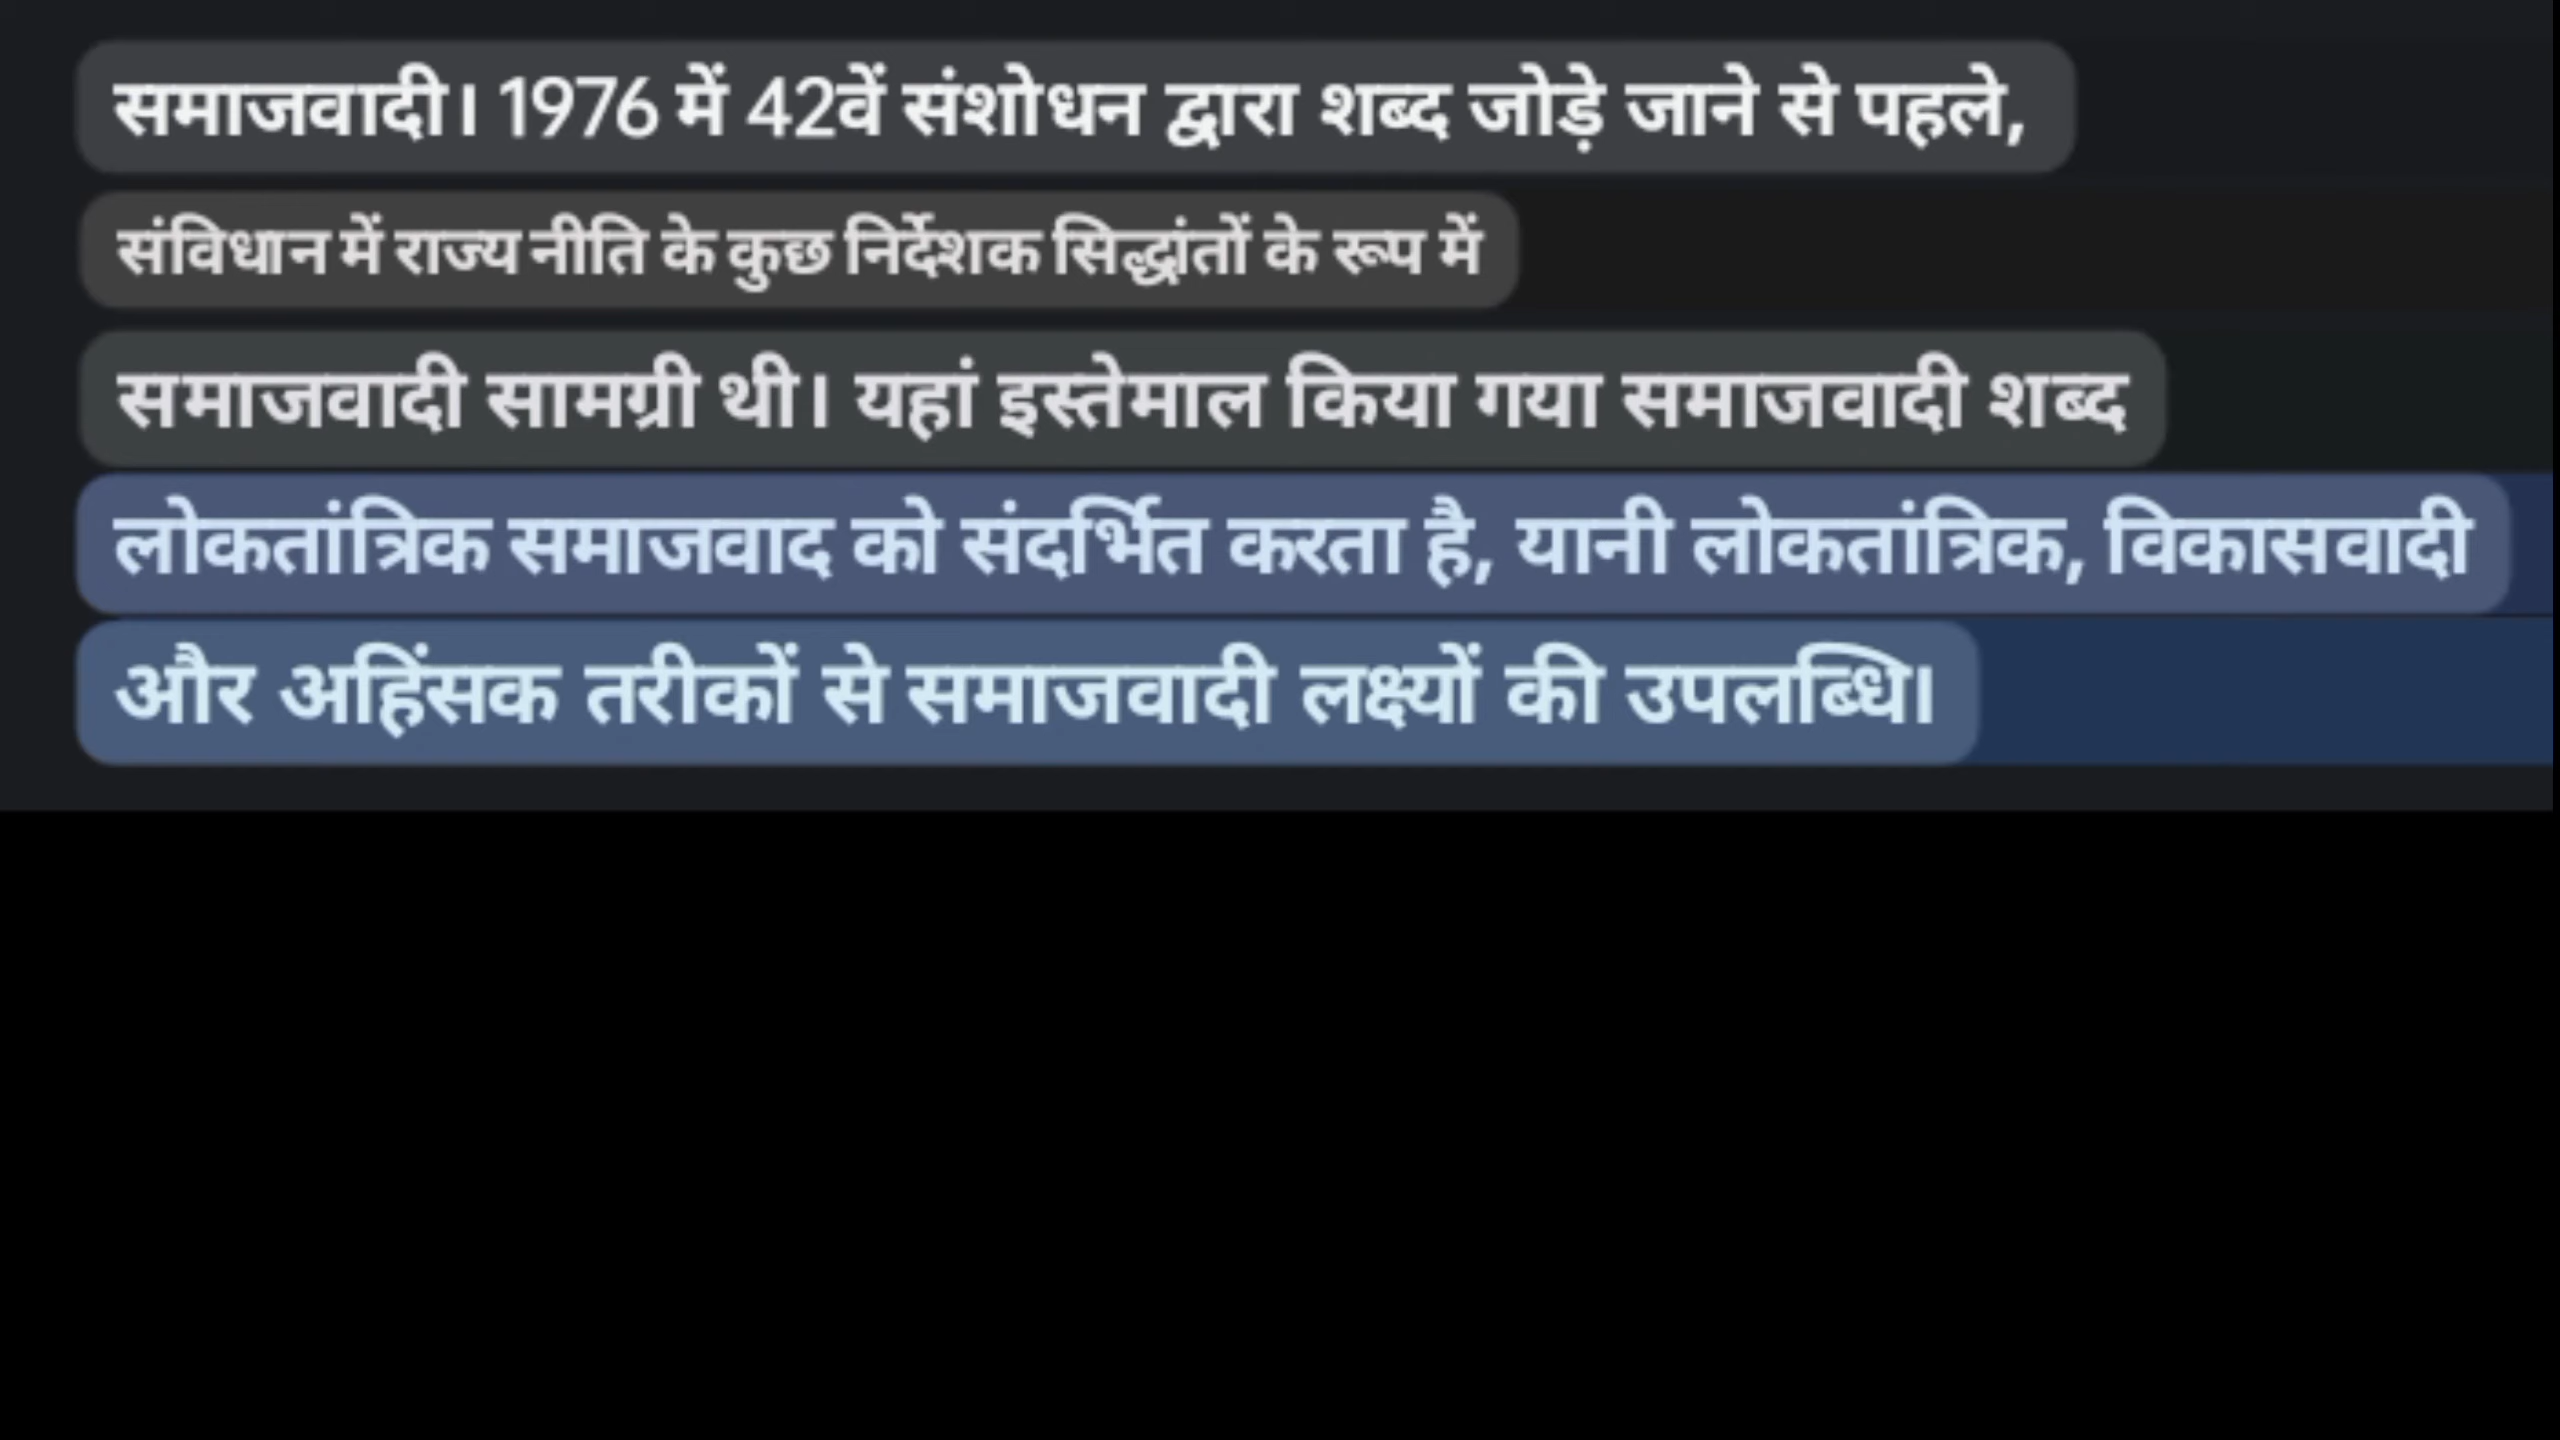 समाजवादी। 1976 में 42वें संशोधन द्वारा शब्द जोड़े जाने से पहले,
संविधान में राज्य नीति के कुछ निर्देशक सिद्धांतों के रूप में
समाजवादी सामग्री थी। यहां इस्तेमाल किया गया समाजवादी शब्द
लोकतांत्रिक समाजवाद को संदर्भित करता है, यानी लोकतांत्रिक, विकासवादी
और अहिंसक तरीकों से समाजवादी लक्ष्यों की उपलब्धि।